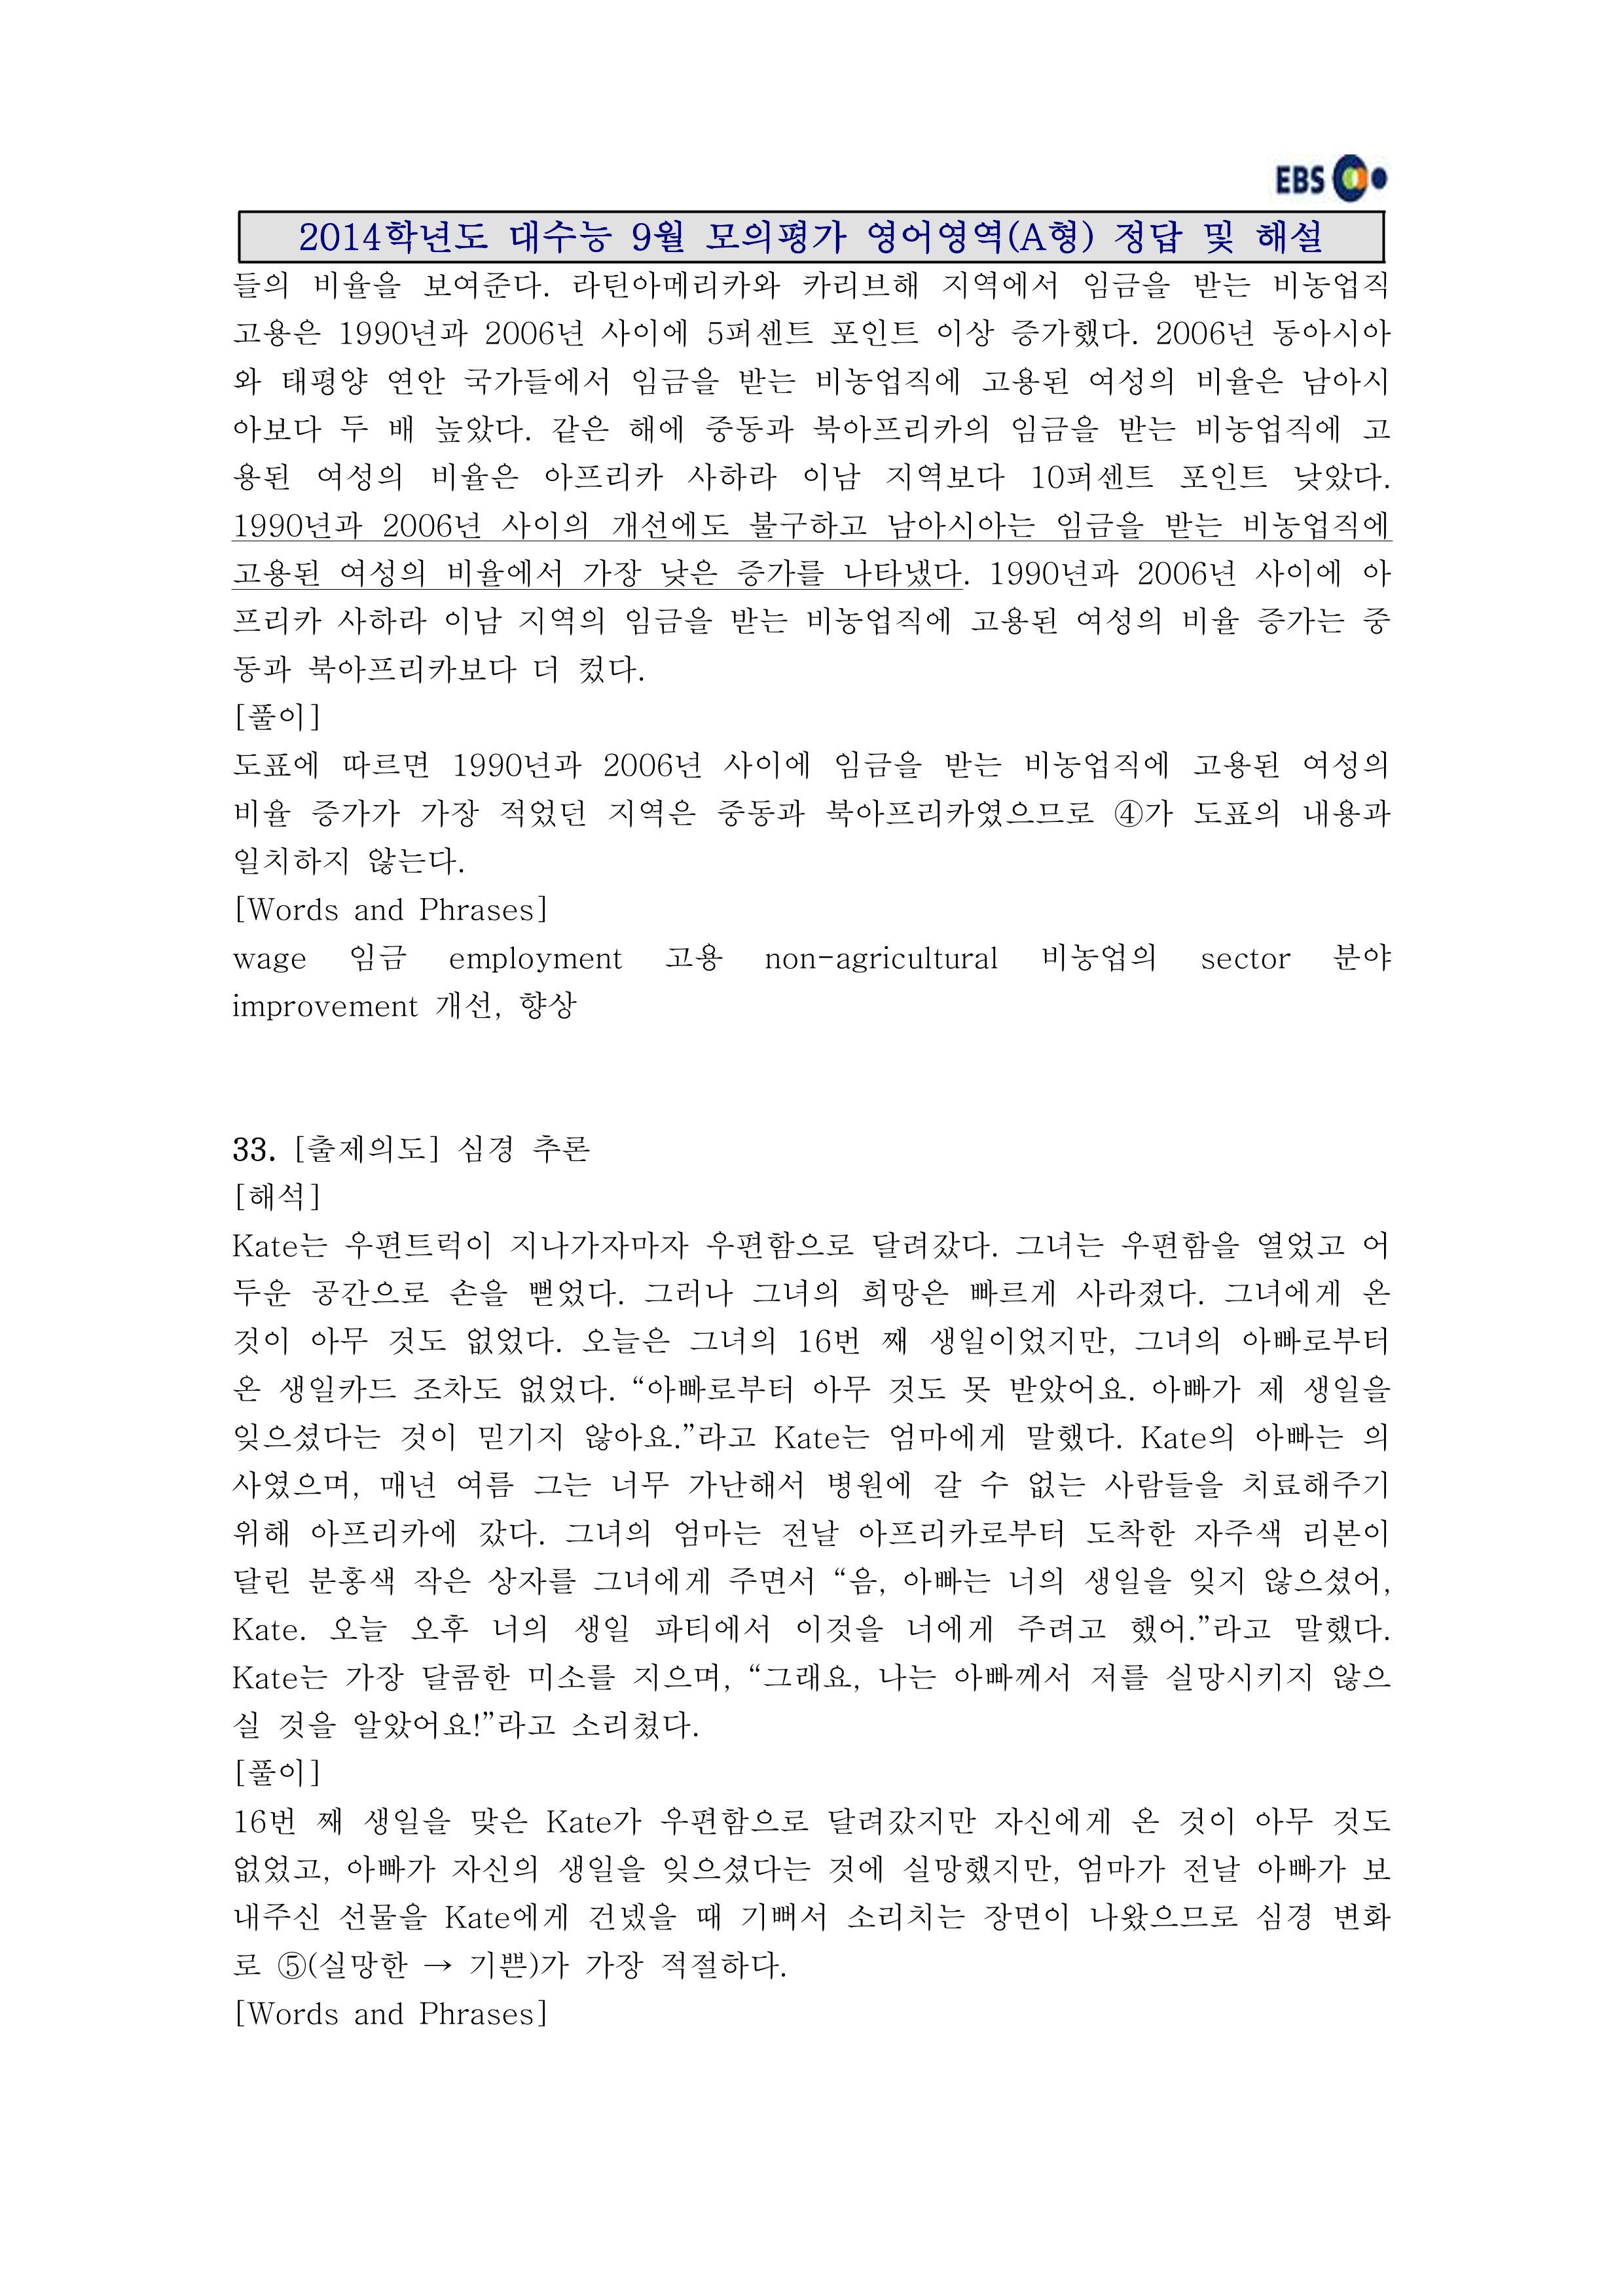 EBS
2014학년도 대수능 9월 모의평가 영어영역(A형) 정답 및 해설
들의 비율을 보여준다. 라틴아메리카와 카리브해 지역에서 임금을 받는 비농업직
고용은 1990년과 2006년 사이에 5퍼센트 포인트 이상 증가했다. 2006년 동아시아
와 태평양 연안 국가들에서 임금을 받는 비농업직에 고용된 여성의 비율은 남아시
아보다 두 배 높았다. 같은 해에 중동과 북아프리카의 임금을 받는 비농업직에 고
용된 여성의 비율은 아프리카 사하라 이남 지역보다 10퍼센트 포인트 낮았다.
1990년과 2006년 사이의 개선에도 불구하고 남아시아는 임금을 받는 비농업직에
고용된 여성의 비율에서 가장 낮은 증가를 나타냈다. 1990년과 2006년 사이에 아
프리카 사하라 이남 지역의 임금을 받는 비농업직에 고용된 여성의 비율 증가는 중
동과 북아프리카보다 더 컸다.
[풀이]
도표에 따르면 1990년과 2006년 사이에 임금을 받는 비농업직에 고용된 여성의
비율 증가가 가장 적었던 지역은 중동과 북아프리카였으므로 ④가 도표의 내용과
일치하지 않는다.
[Words and Phrases]
wage 임금 employment 고용 non-agricultural 비농업의 sector 분야
improvement 개선, 향상
33. [출제의도] 심경 추론
[해석]
Kate는 우편트럭이 지나가자마자 우편함으로 달려갔다. 그녀는 우편함을 열었고 어
두운 공간으로 손을 뻗었다. 그러나 그녀의 희망은 빠르게 사라졌다. 그녀에게 온
것이 아무 것도 없었다. 오늘은 그녀의 16번 째 생일이었지만, 그녀의 아빠로부터
온 생일카드 조차도 없었다. “아빠로부터 아무 것도 못 받았어요. 아빠가 제 생일을
잊으셨다는 것이 믿기지 않아요.”라고 Kate는 엄마에게 말했다. Kate의 아빠는 의
사였으며, 매년 여름 그는 너무 가난해서 병원에 갈 수 없는 사람들을 치료해주기
위해 아프리카에 갔다. 그녀의 엄마는 전날 아프리카로부터 도착한 자주색 리본이
달린 분홍색 작은 상자를 그녀에게 주면서 “음, 아빠는 너의 생일을 잊지 않으셨어,
Kate. 오늘 오후 너의 생일 파티에서 이것을 너에게 주려고 했어.”라고 말했다.
Kate는 가장 달콤한 미소를 지으며, “그래요, 나는 아빠께서 저를 실망시키지 않으
실 것을 알았어요!”라고 소리쳤다.
[풀이]
16번 째 생일을 맞은 Kate가 우편함으로 달려갔지만 자신에게 온 것이 아무 것도
없었고, 아빠가 자신의 생일을 잊으셨다는 것에 실망했지만, 엄마가 전날 아빠가 보
내주신 선물을 Kate에게 건넸을 때 기뻐서 소리치는 장면이 나왔으므로 심경 변화
로 ⑤(실망한 → 기쁜)가 가장 적절하다.
[Words and Phrases]